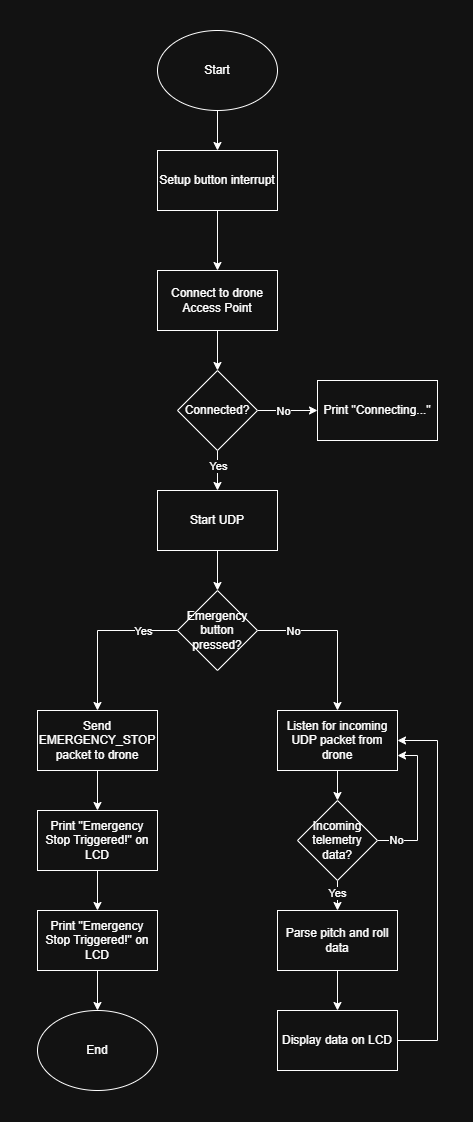 Start
Setup button interrupt
Connect to drone
Access Point
Connected?
No
Print "Connecting..."
Yes
Start UDP
Emergency
button
pressed?
Yes
No
Send
EMERGENCY_STOP
packet to drone
Listen for incoming
UDP packet from
drone
Print "Emergency
Stop Triggered!" on
LCD
Incoming
telemetry
data?
No
Yes
Print "Emergency
Stop Triggered!" on
LCD
Parse pitch and roll
data
End
Display data on LCD